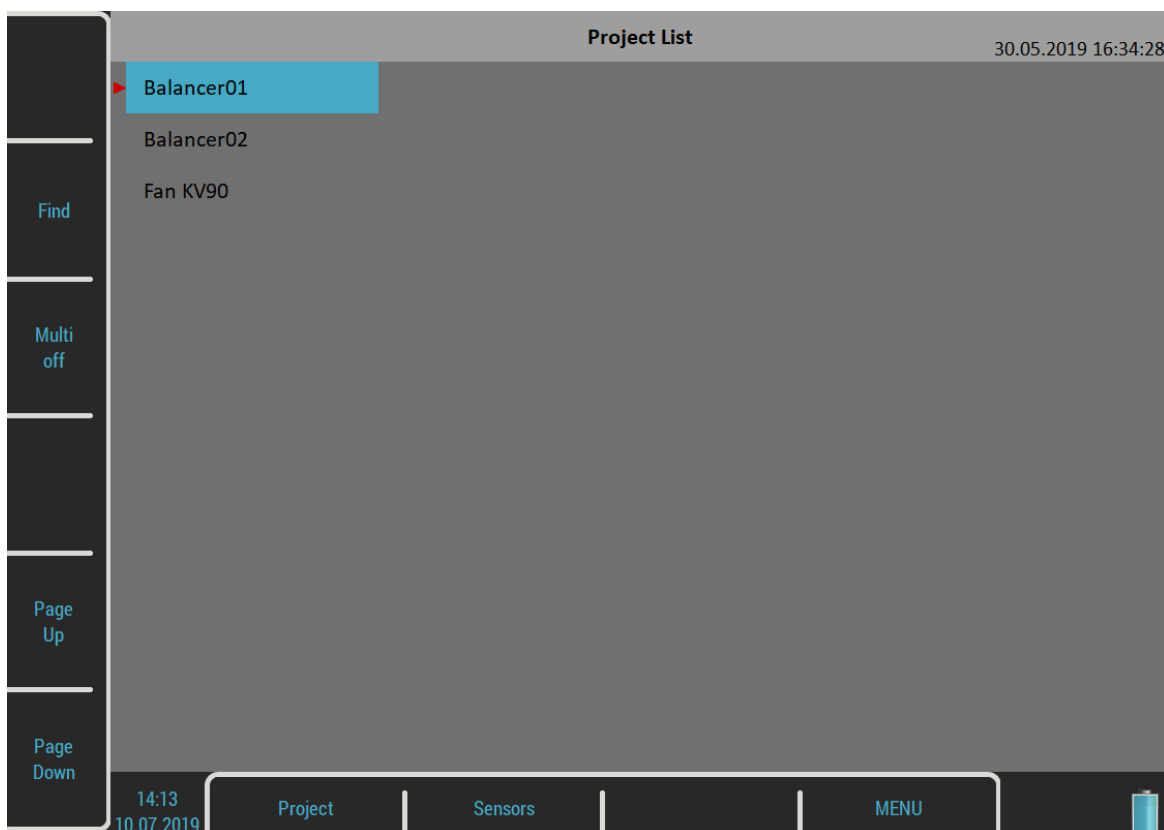 Project List
30.05.2019 16:34:28
Balancer01
Balancer02
Fan KV90
Find
Multi
off
Page
Up
Page
Down
14:13
10.07.2019
Project
Sensors
MENU